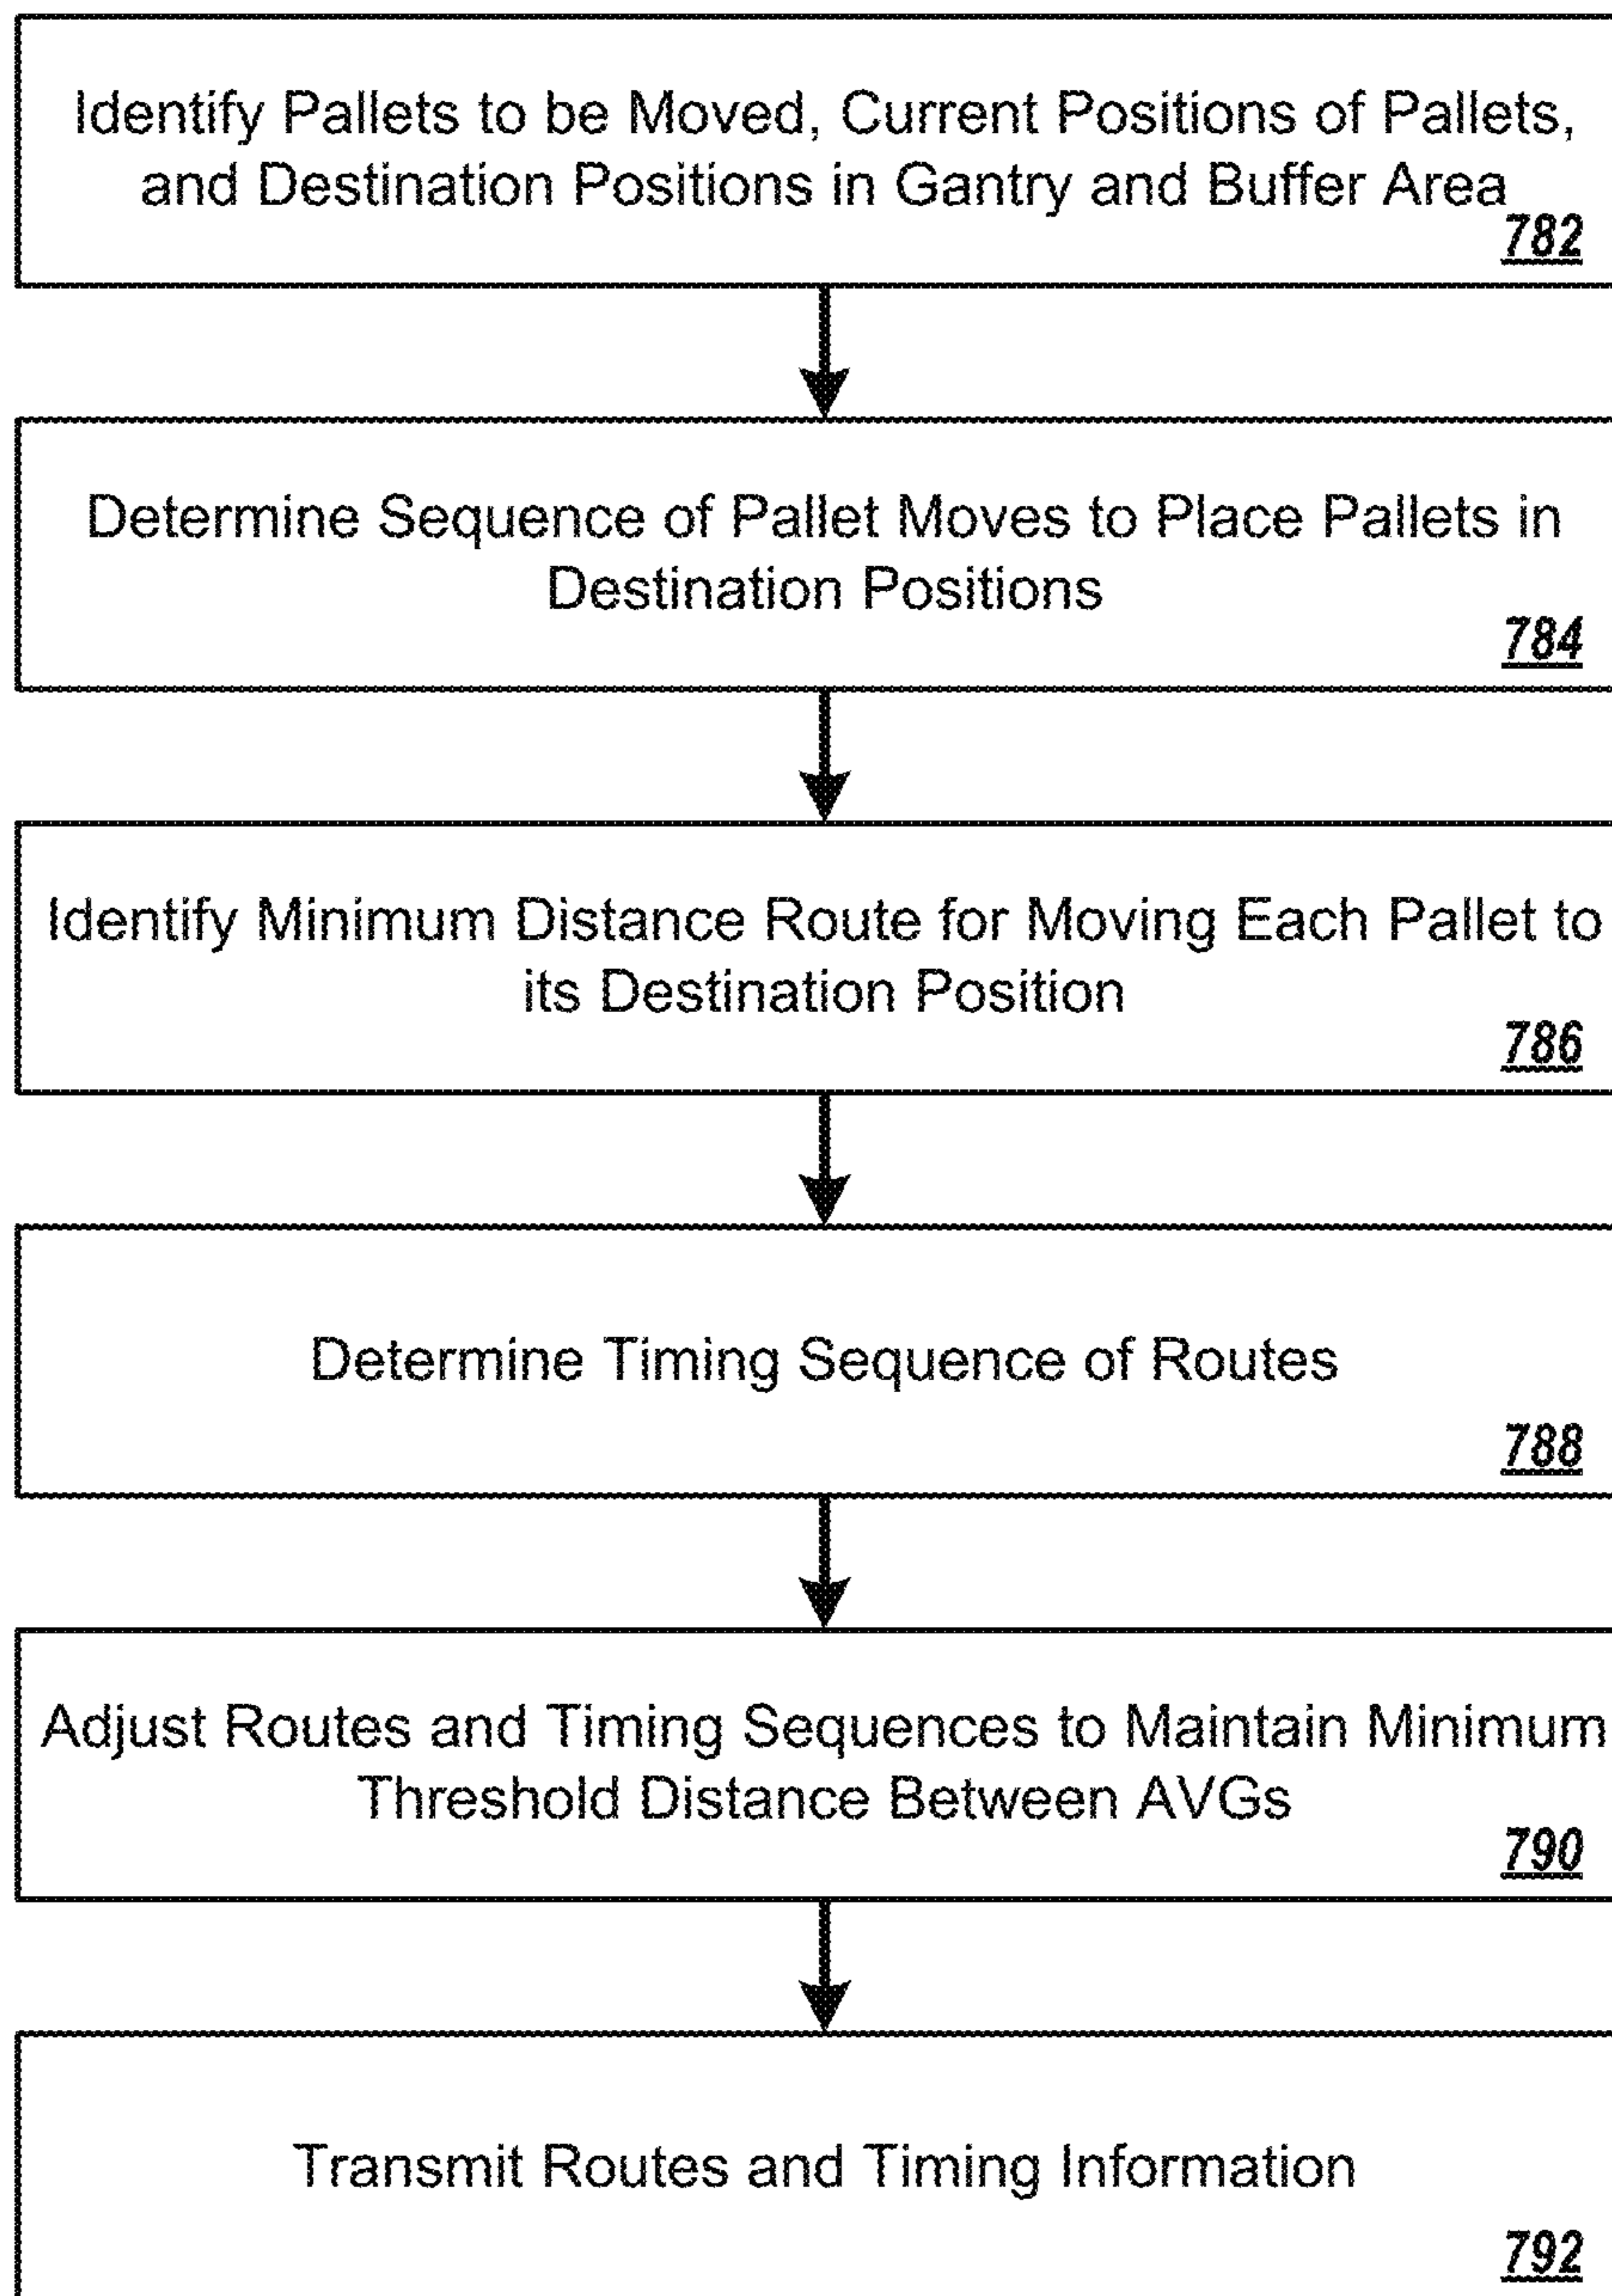 Identify Pallets to be Moved, Current Positions of Pallets,
and Destination Positions in Gantry and Buffer Area
782
Determine Sequence of Pallet Moves to Place Pallets in
Destination Positions
784
Identify Minimum Distance Route for Moving Each Pallet to
its Destination Position
786
Determine Timing Sequence of Routes
788
Adjust Routes and Timing Sequences to Maintain Minimum
Threshold Distance Between AVGs
790
Transmit Routes and Timing Information
792